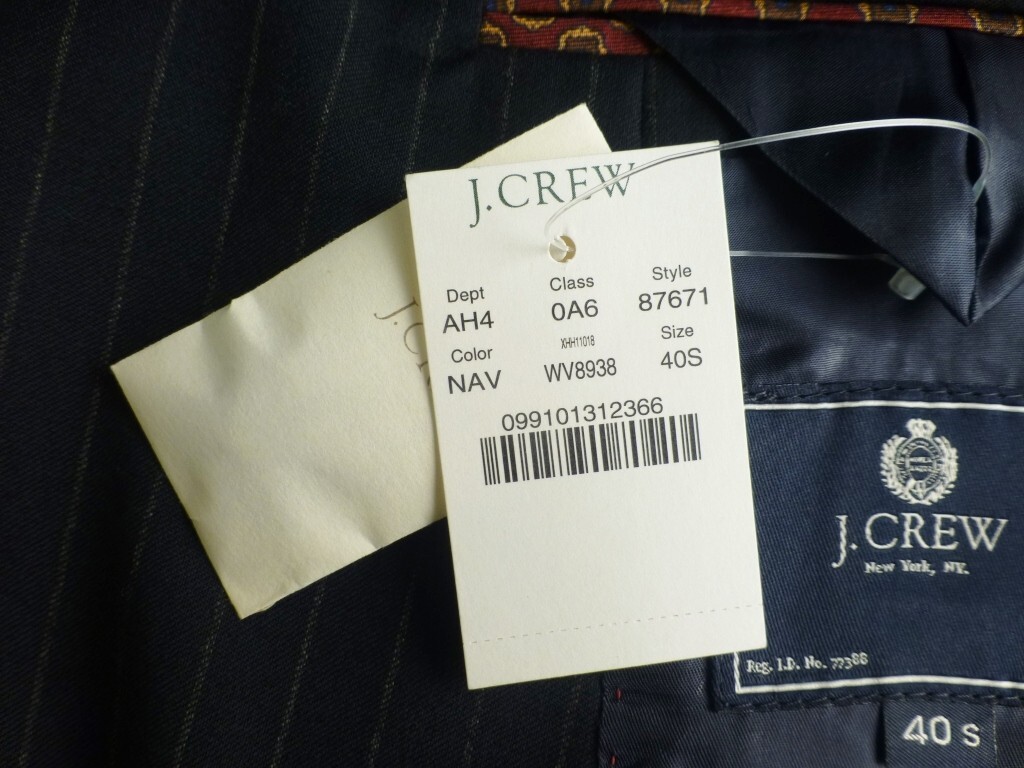 J.CREW
Dept Class Style
AH4 0A6 87671
Color XHH11018 Size
NAV WV8938 40S
099101312366
J.C
J.CREW
New York, NY.
Reg. I.D. No. 77388
40 S